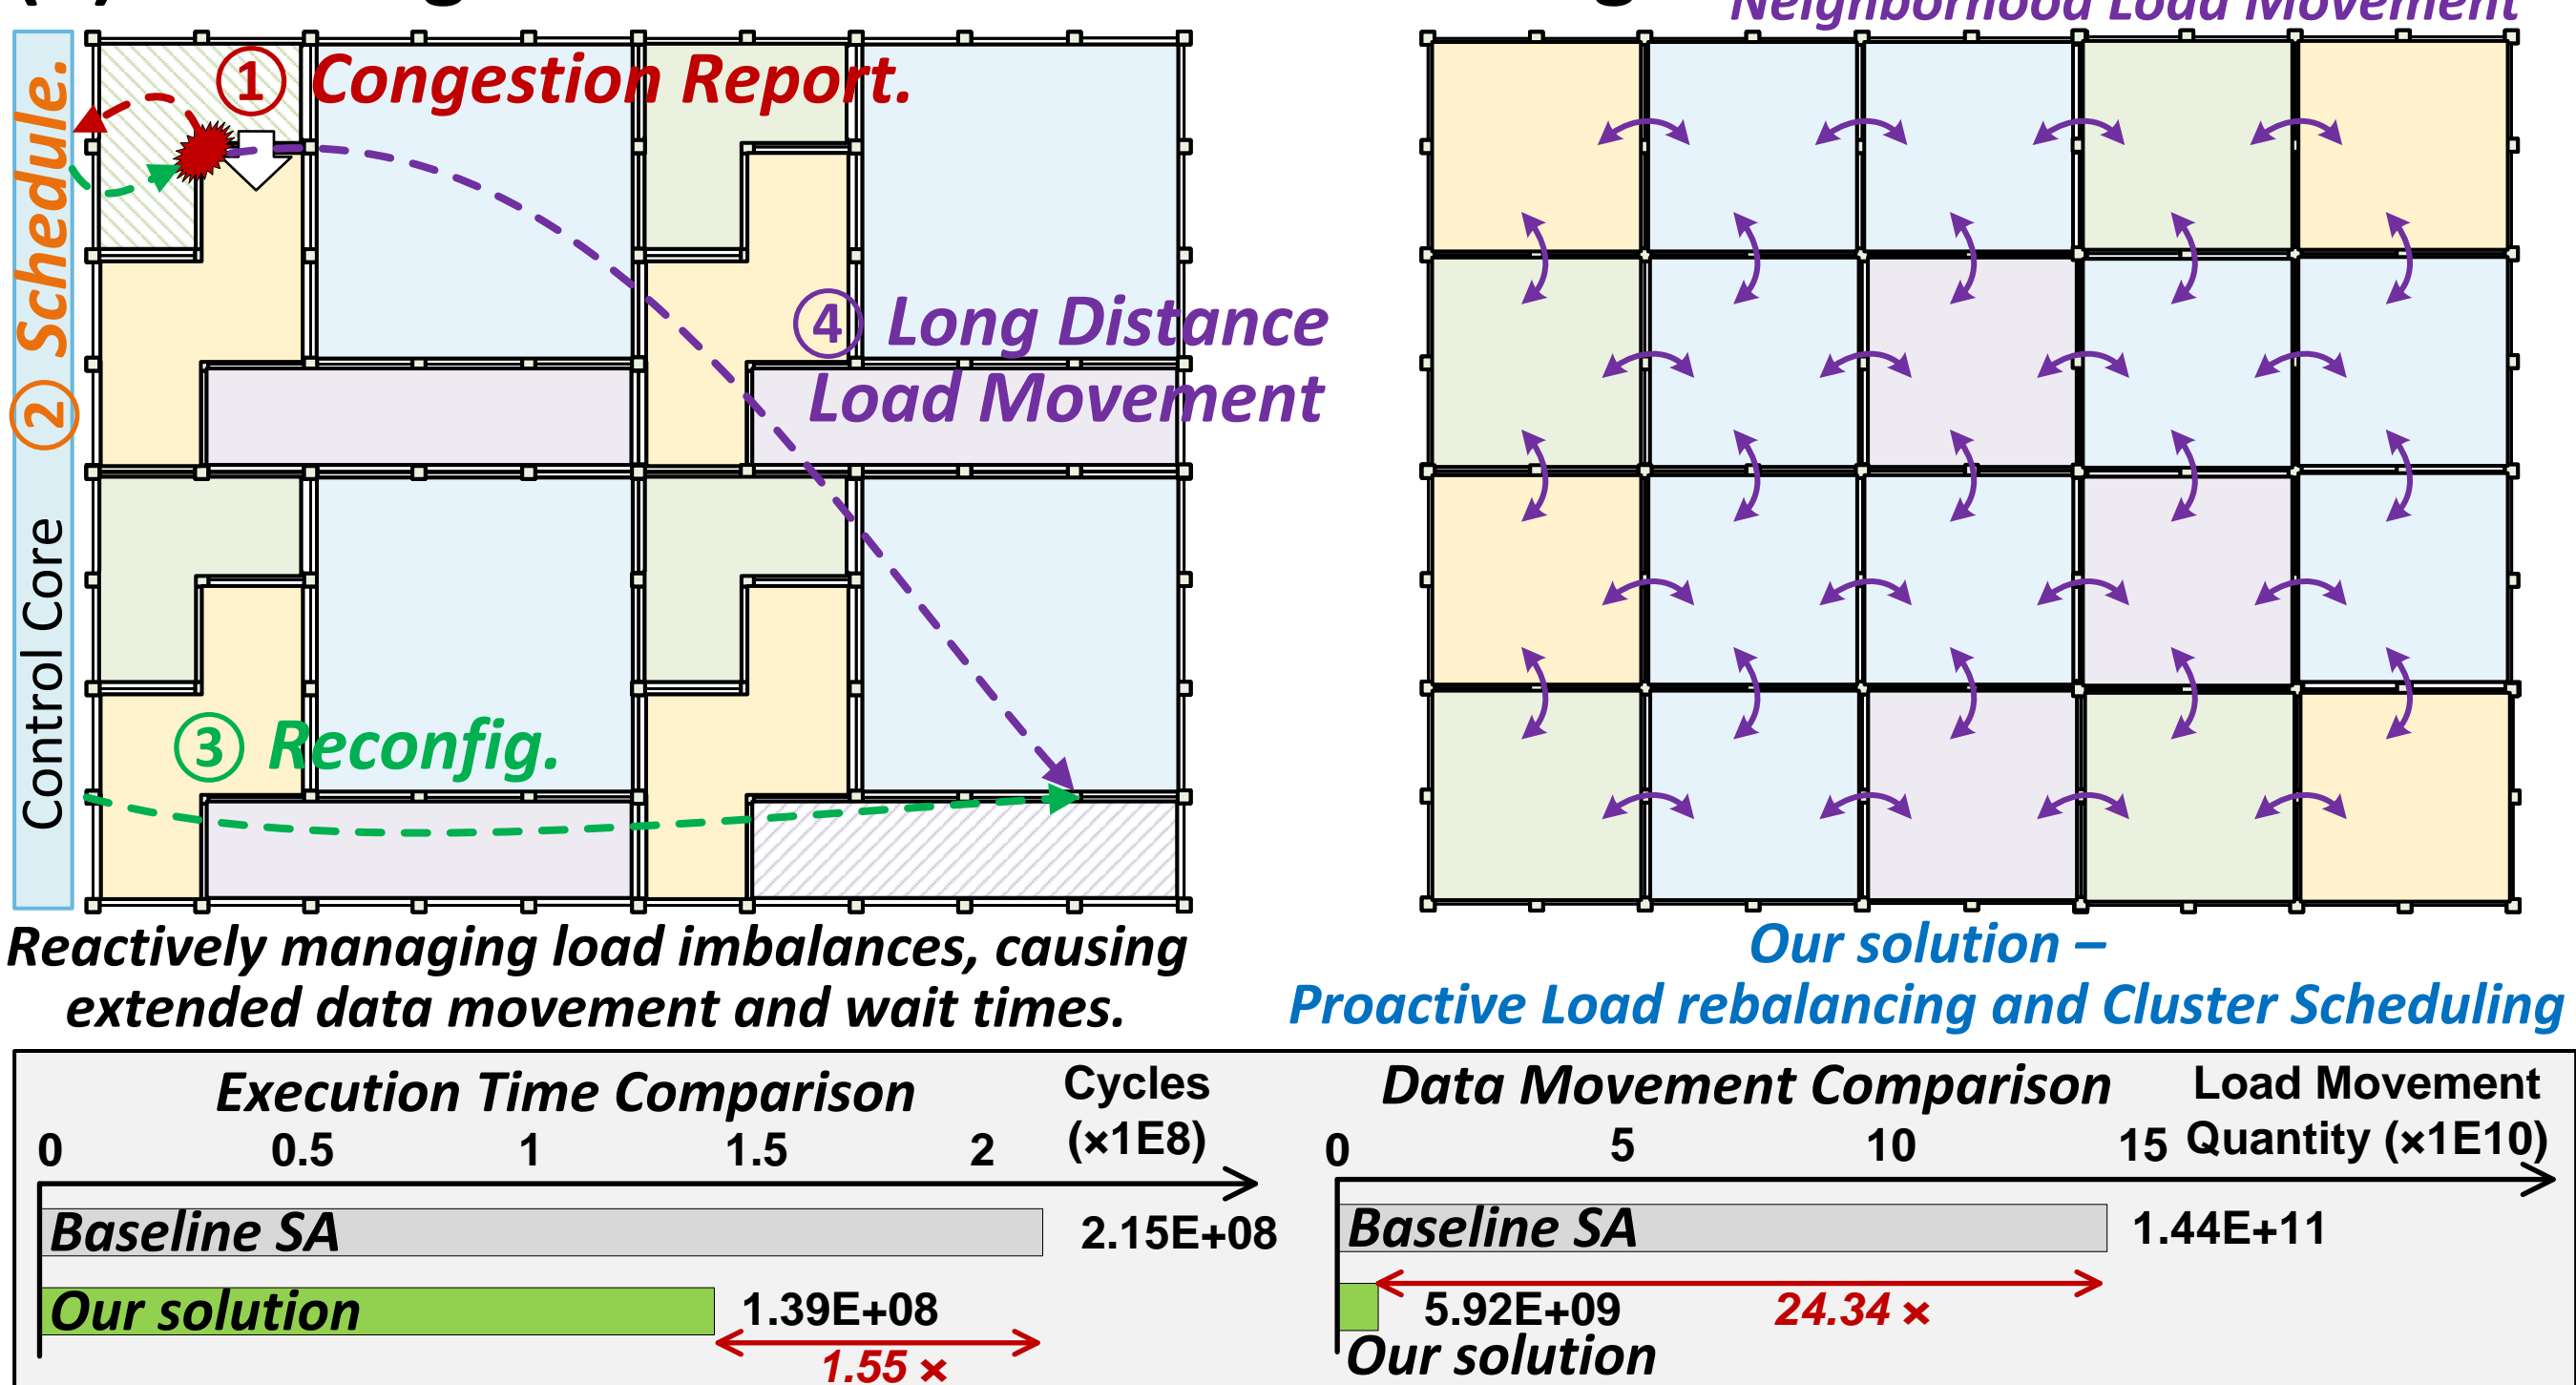 Neighborhood Load Movement
① Congestion Report.
② Schedule.
Control Core
④ Long Distance
Load Movement
③ Reconfig.
Reactively managing load imbalances, causing
extended data movement and wait times.
Our solution –
Proactive Load rebalancing and Cluster Scheduling
Execution Time Comparison
Cycles
(×1E8)
0 0.5 1 1.5 2
Baseline SA
2.15E+08
Our solution
1.39E+08
1.55 ×
Data Movement Comparison
Load Movement
Quantity (×1E10)
0 5 10 15
Baseline SA
1.44E+11
5.92E+09
24.34 ×
Our solution